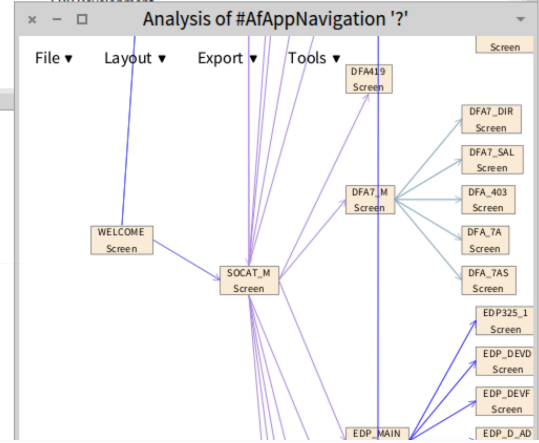 Analysis of #AfAppNavigation '?'
File ▾ Layout ▾ Export ▾ Tools ▾
Screen
DFA419
Screen
DFA7_DIR
Screen
DFA7_SAL
Screen
DFA7_M
Screen
DFA_403
Screen
WELCOME
Screen
DFA_7A
Screen
SOCAT_M
Screen
DFA_7AS
Screen
EDP325_1
Screen
EDP_DEVD
Screen
EDP_DEVF
Screen
EDP_MAIN
EDP_D_AD